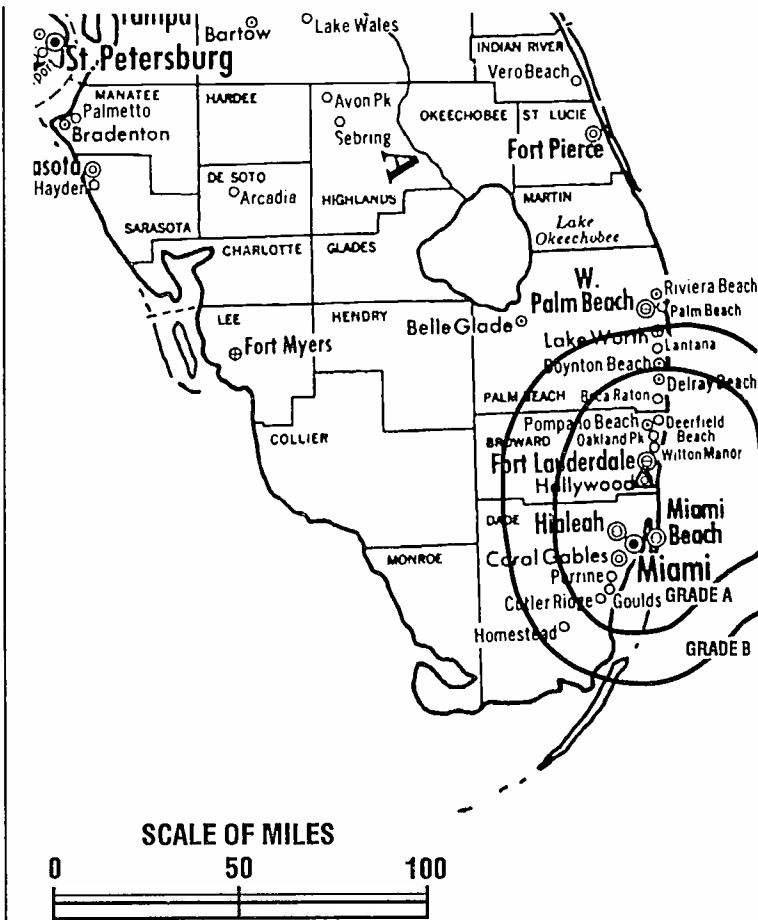 Tampa
Bartow
Lake Wales
St. Petersburg
INDIAN RIVER
Vero Beach
MANATEE
HARDEE
Avon Pk
OKEECHOBEE
ST LUCIE
Palmetto
Bradenton
Sebring
Fort Pierce
A
asota
Hayden
DE SOTO
Arcadia
HIGHLANDS
MARTIN
SARASOTA
Lake
Okeechobee
CHARLOTTE
GLADES
W.
Palm Beach
Riviera Beach
Palm Beach
LEE
HENDRY
Belle Glade
Lake Worth
Lantana
Fort Myers
Boynton Beach
Delray Beach
PALM BEACH
Boca Raton
COLLIER
Pompano Beach
Deerfield
Beach
BROWARD
Oakland Pk
Wilton Manor
Fort Lauderdale
Hollywood
DADE
Hialeah
Miami
Beach
MONROE
Coral Gables
Miami
Perrine
Cutler Ridge
Goulds
GRADE A
Homestead
GRADE B
SCALE OF MILES
0 50 100